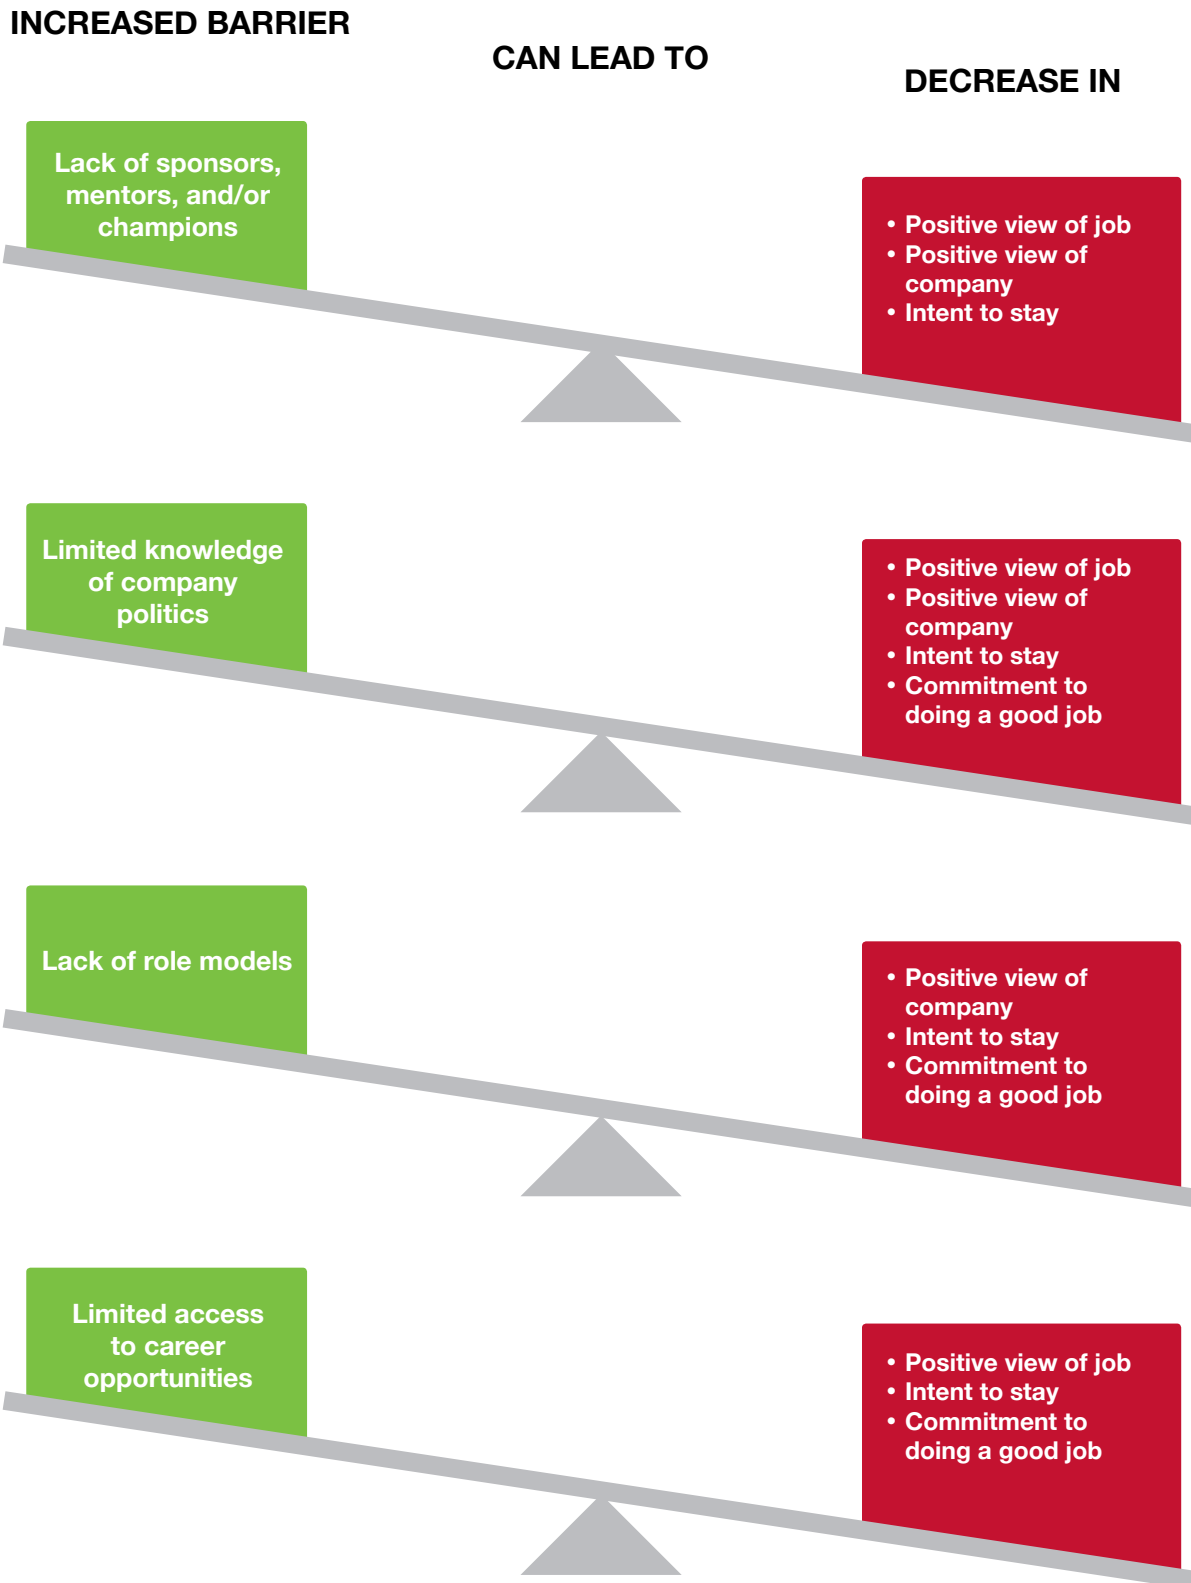 INCREASED BARRIER
CAN LEAD TO
DECREASE IN
Lack of sponsors,
mentors, and/or
champions
• Positive view of job
• Positive view of
company
• Intent to stay
Limited knowledge
of company
politics
• Positive view of job
• Positive view of
company
• Intent to stay
• Commitment to
doing a good job
Lack of role models
• Positive view of
company
• Intent to stay
• Commitment to
doing a good job
Limited access
to career
opportunities
• Positive view of job
• Intent to stay
• Commitment to
doing a good job